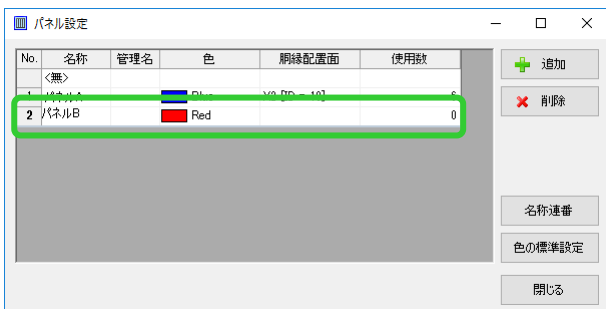 パネル設定
No. 名称 管理名 色 胴縁配置面 使用数
<無>
1 パネルA Blue 6
2 パネルB Red 0
追加
削除
名称連番
色の標準設定
閉じる